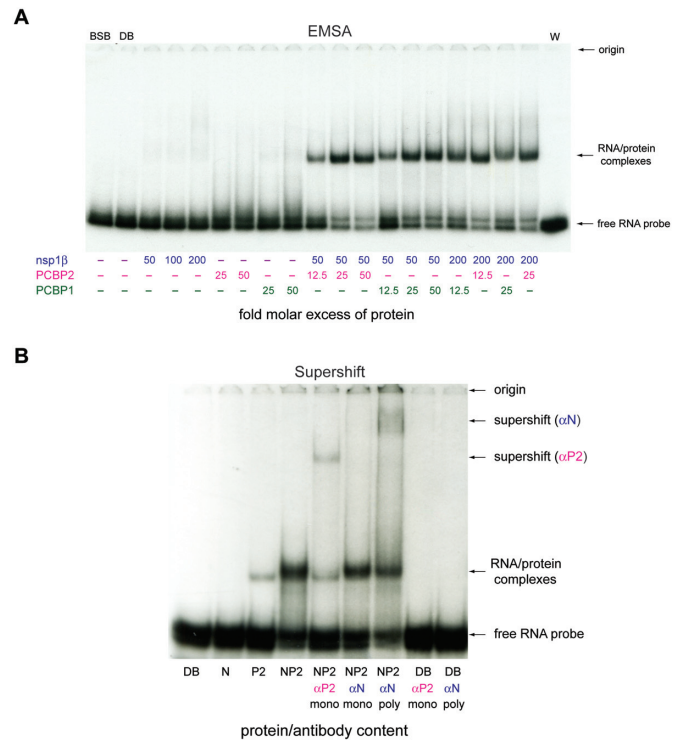 A
EMSA
BSB DB W
origin
RNA/protein
complexes
free RNA probe
nsp1β – – 50 100 200 – – – – 50 50 50 50 50 50 200 200 200 200
PCBP2 – – – – – 25 50 – – 12.5 25 50 – – – – 12.5 – 25
PCBP1 – – – – – – – 25 50 – – – 12.5 25 50 12.5 – 25 –
fold molar excess of protein
B
Supershift
origin
supershift (αN)
supershift (αP2)
RNA/protein
complexes
free RNA probe
DB N P2 NP2 NP2 NP2 NP2 DB DB
αP2 αN αN αP2 αN
mono mono poly mono poly
protein/antibody content